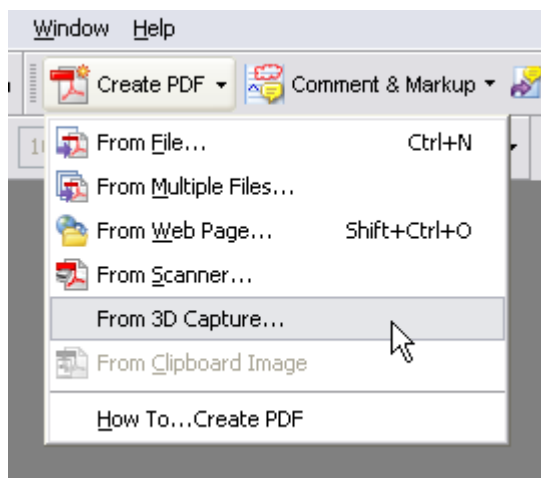 Window Help
Create PDF Comment & Markup
From File... Ctrl+N
From Multiple Files...
From Web Page... Shift+Ctrl+O
From Scanner...
From 3D Capture...
From Clipboard Image
How To...Create PDF